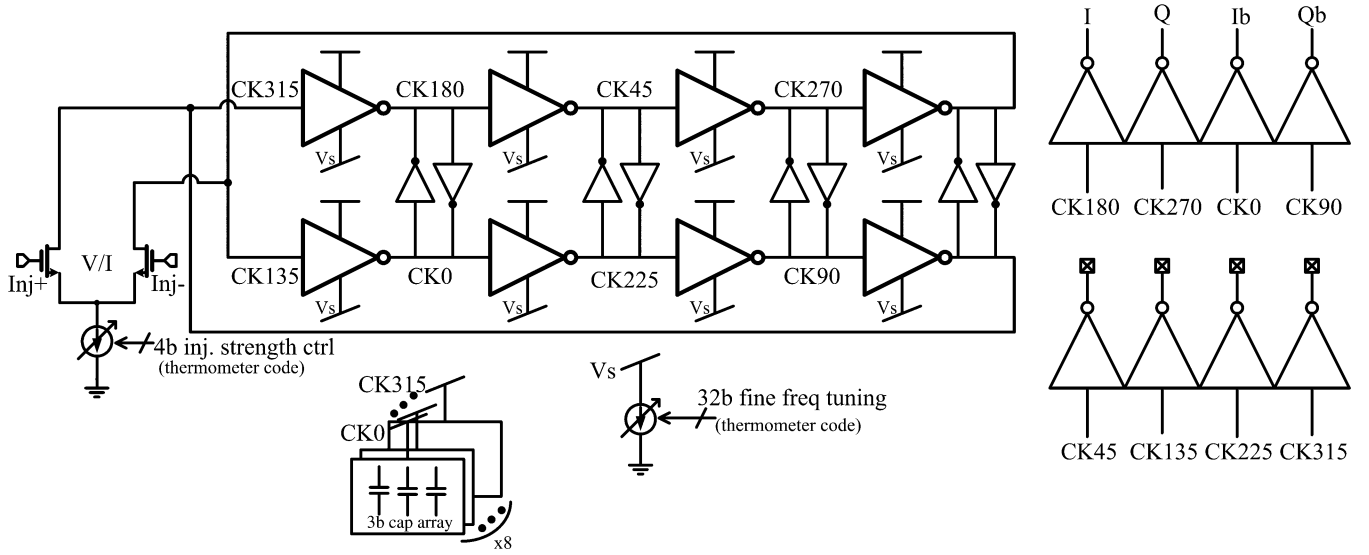 I Q Ib Qb
CK315 CK180 CK45 CK270
Vs Vs Vs Vs
CK180 CK270 CK0 CK90
V/I
Inj+ Inj-
CK135 CK0 CK225 CK90
Vs Vs Vs Vs
4b inj. strength ctrl
(thermometer code)
Vs
32b fine freq tuning
(thermometer code)
CK315
CK0
3b cap array
x8
CK45 CK135 CK225 CK315